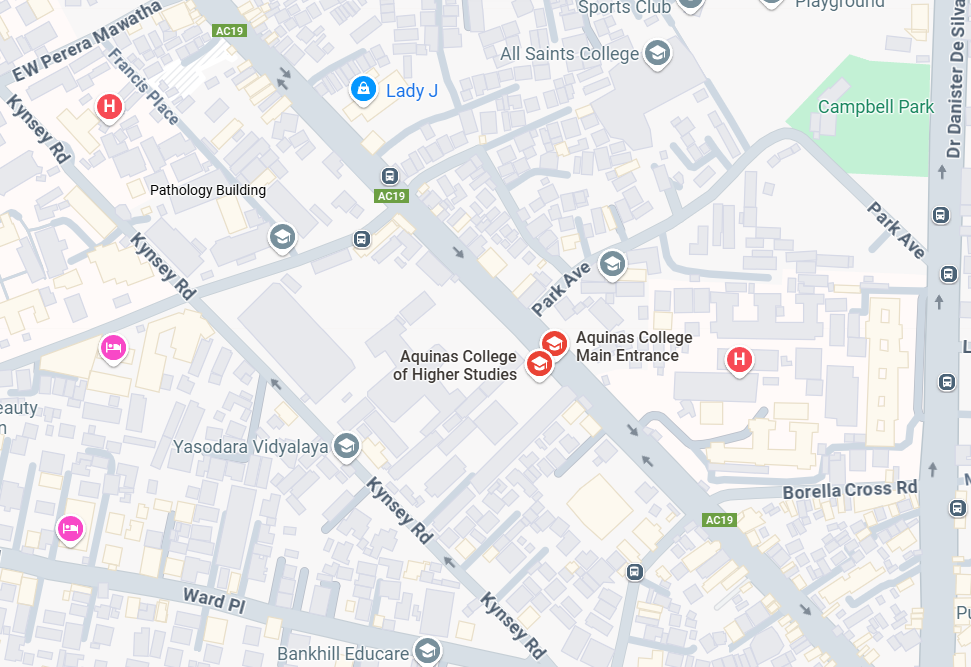 Sports Club
Playground
EW Perera Mawatha
AC19
Francis Place
All Saints College
Dr Danister De Silva
Lady J
Campbell Park
H
Kynsey Rd
Pathology Building
AC19
Park Ave
Kynsey Rd
Park Ave
Aquinas College
Main Entrance
Aquinas College
of Higher Studies
H
Yasodara Vidyalaya
Kynsey Rd
Borella Cross Rd
AC19
Ward Pl
Kynsey Rd
Bankhill Educare